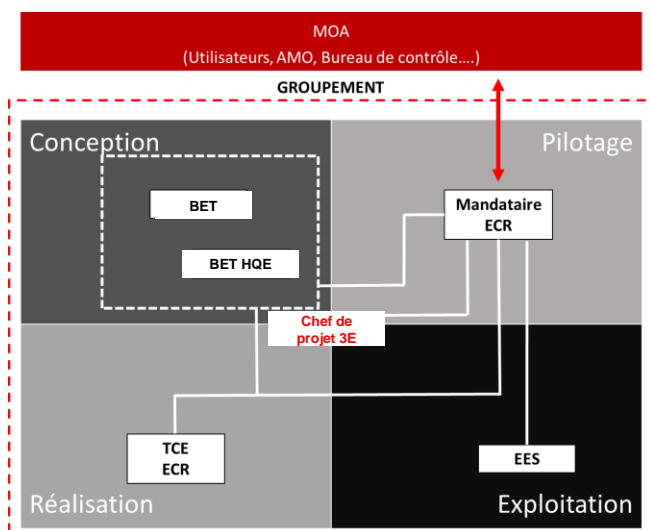 MOA
(Utilisateurs, AMO, Bureau de contrôle….)
GROUPEMENT
Conception
Pilotage
BET
Mandataire
ECR
BET HQE
Chef de
projet 3E
TCE
ECR
EES
Réalisation
Exploitation